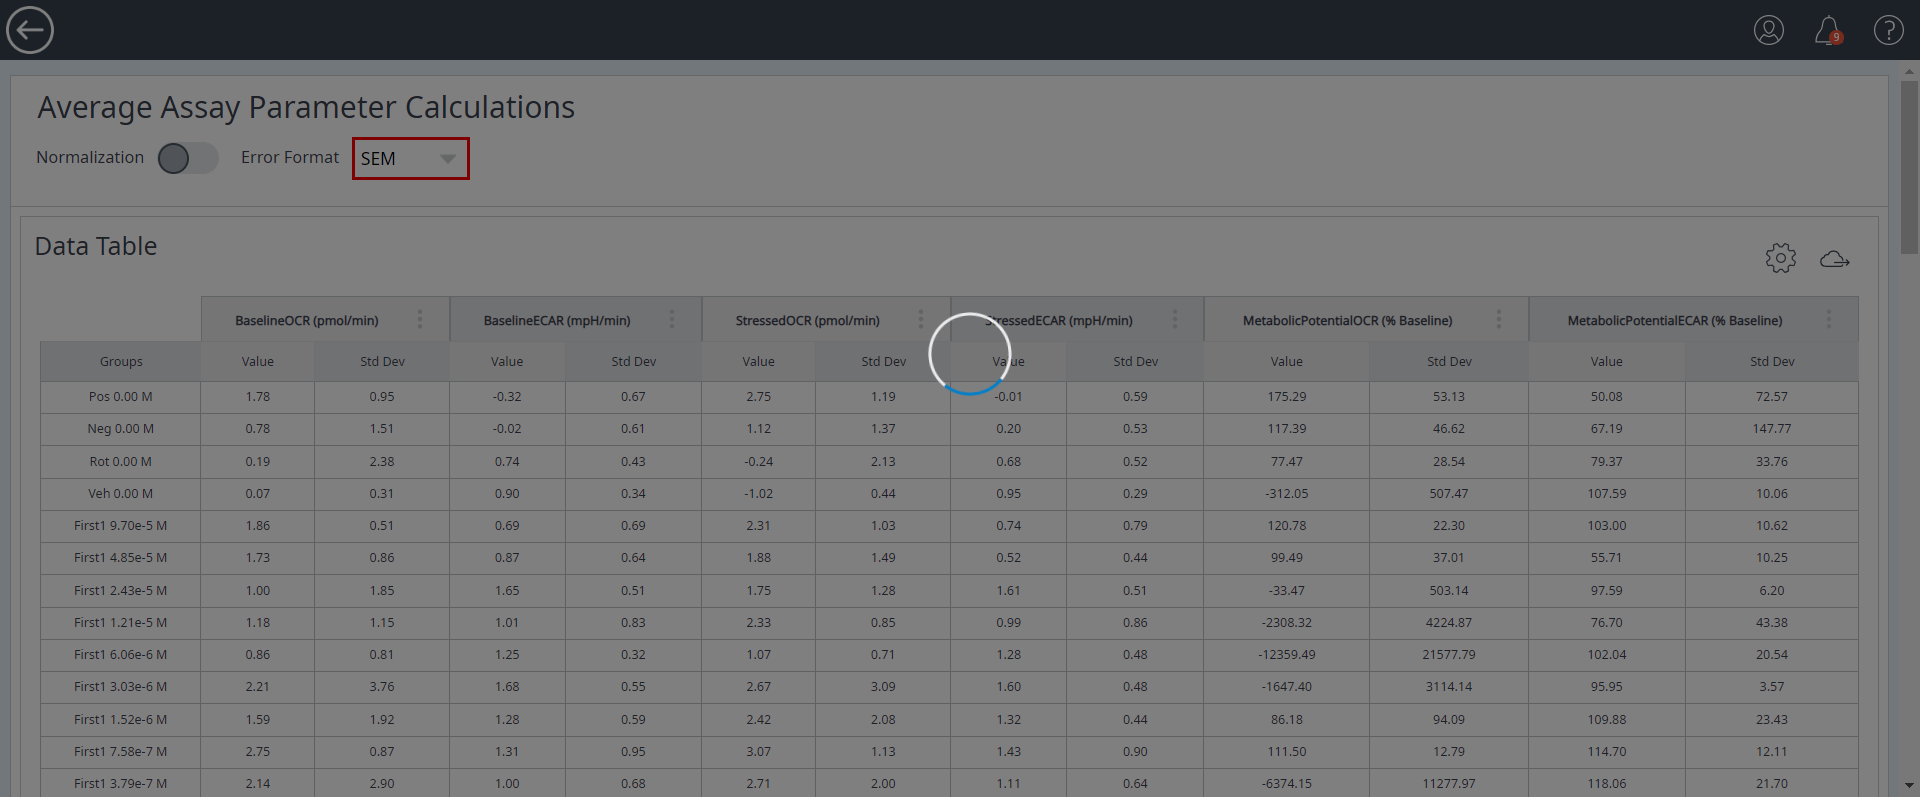 9
?
Average Assay Parameter Calculations
Normalization Error Format SEM
Data Table
BaselineOCR (pmol/min) BaselineECAR (mpH/min) StressedOCR (pmol/min) StressedECAR (mpH/min) MetabolicPotentialOCR (% Baseline) MetabolicPotentialECAR (% Baseline)
Groups Value Std Dev Value Std Dev Value Std Dev Value Std Dev Value Std Dev Value Std Dev
Pos 0.00 M 1.78 0.95 -0.32 0.67 2.75 1.19 -0.01 0.59 175.29 53.13 50.08 72.57
Neg 0.00 M 0.78 1.51 -0.02 0.61 1.12 1.37 0.20 0.53 117.39 46.62 67.19 147.77
Rot 0.00 M 0.19 2.38 0.74 0.43 -0.24 2.13 0.68 0.52 77.47 28.54 79.37 33.76
Veh 0.00 M 0.07 0.31 0.90 0.34 -1.02 0.44 0.95 0.29 -312.05 507.47 107.59 10.06
First1 9.70e-5 M 1.86 0.51 0.69 0.69 2.31 1.03 0.74 0.79 120.78 22.30 103.00 10.62
First1 4.85e-5 M 1.73 0.86 0.87 0.64 1.88 1.49 0.52 0.44 99.49 37.01 55.71 10.25
First1 2.43e-5 M 1.00 1.85 1.65 0.51 1.75 1.28 1.61 0.51 -33.47 503.14 97.59 6.20
First1 1.21e-5 M 1.18 1.15 1.01 0.83 2.33 0.85 0.99 0.86 -2308.32 4224.87 76.70 43.38
First1 6.06e-6 M 0.86 0.81 1.25 0.32 1.07 0.71 1.28 0.48 -12359.49 21577.79 102.04 20.54
First1 3.03e-6 M 2.21 3.76 1.68 0.55 2.67 3.09 1.60 0.48 -1647.40 3114.14 95.95 3.57
First1 1.52e-6 M 1.59 1.92 1.28 0.59 2.42 2.08 1.32 0.44 86.18 94.09 109.88 23.43
First1 7.58e-7 M 2.75 0.87 1.31 0.95 3.07 1.13 1.43 0.90 111.50 12.79 114.70 12.11
First1 3.79e-7 M 2.14 2.90 1.00 0.68 2.71 2.00 1.11 0.64 -6374.15 11277.97 118.06 21.70